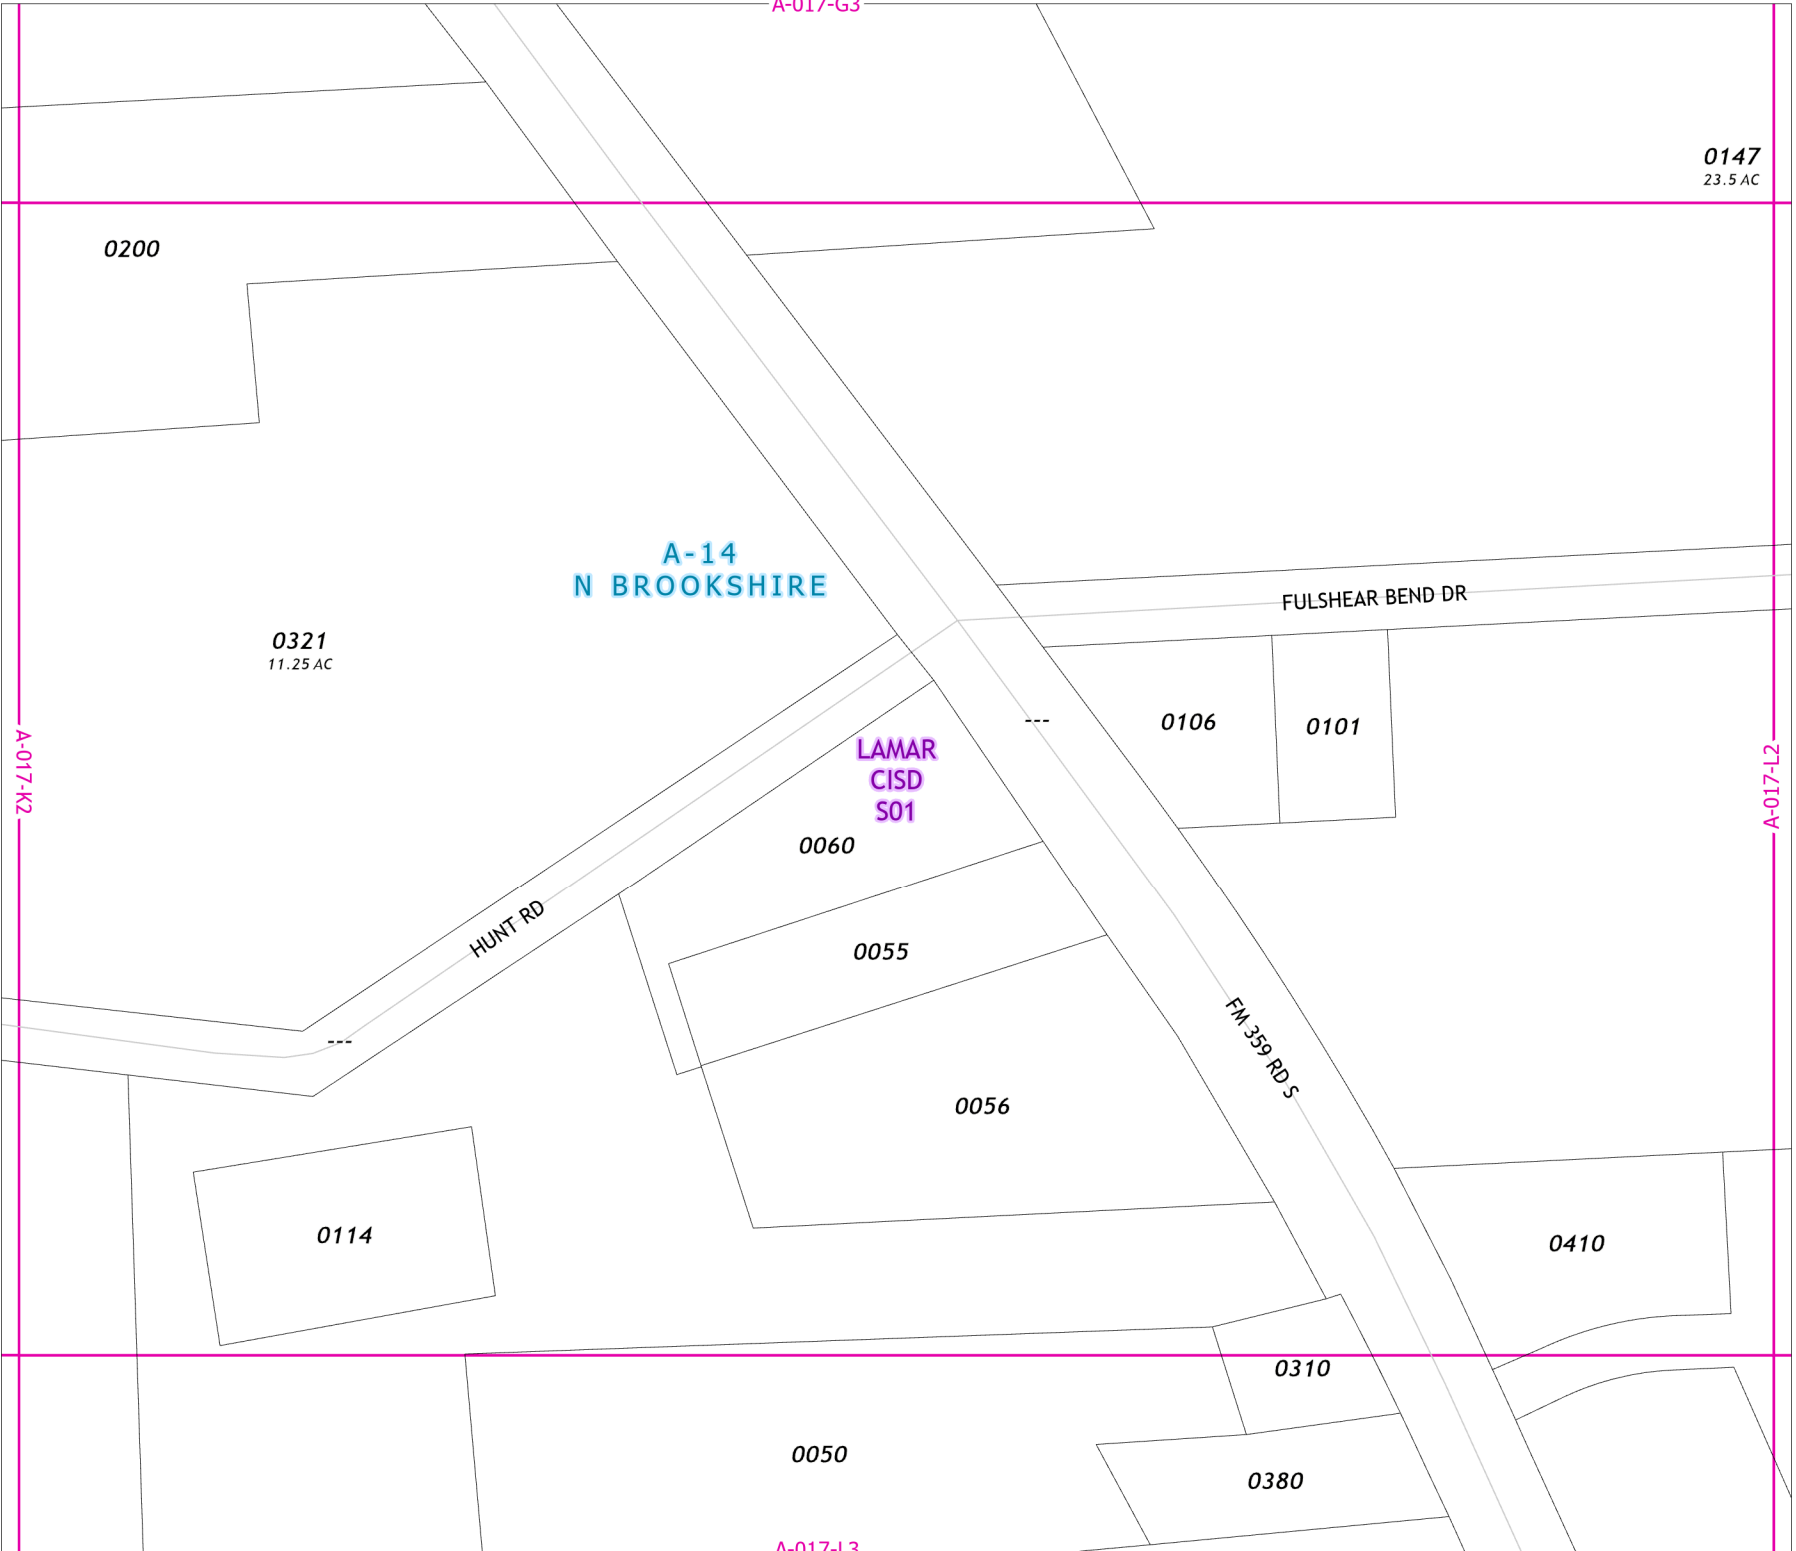 A-017-G3
0147
23.5 AC
0200
A-14
N BROOKSHIRE
FULSHEAR BEND DR
0321
11.25 AC
---
0106
0101
LAMAR
CISD
S01
A-017-K2
A-017-L2
0060
HUNT RD
0055
FM 359 RD S
---
0056
0114
0410
0310
0050
0380
A-017-L3